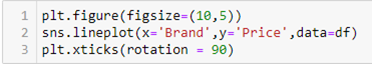 1 plt.figure(figsize=(10,5))
2 sns.lineplot(x='Brand',y='Price',data=df)
3 plt.xticks(rotation = 90)